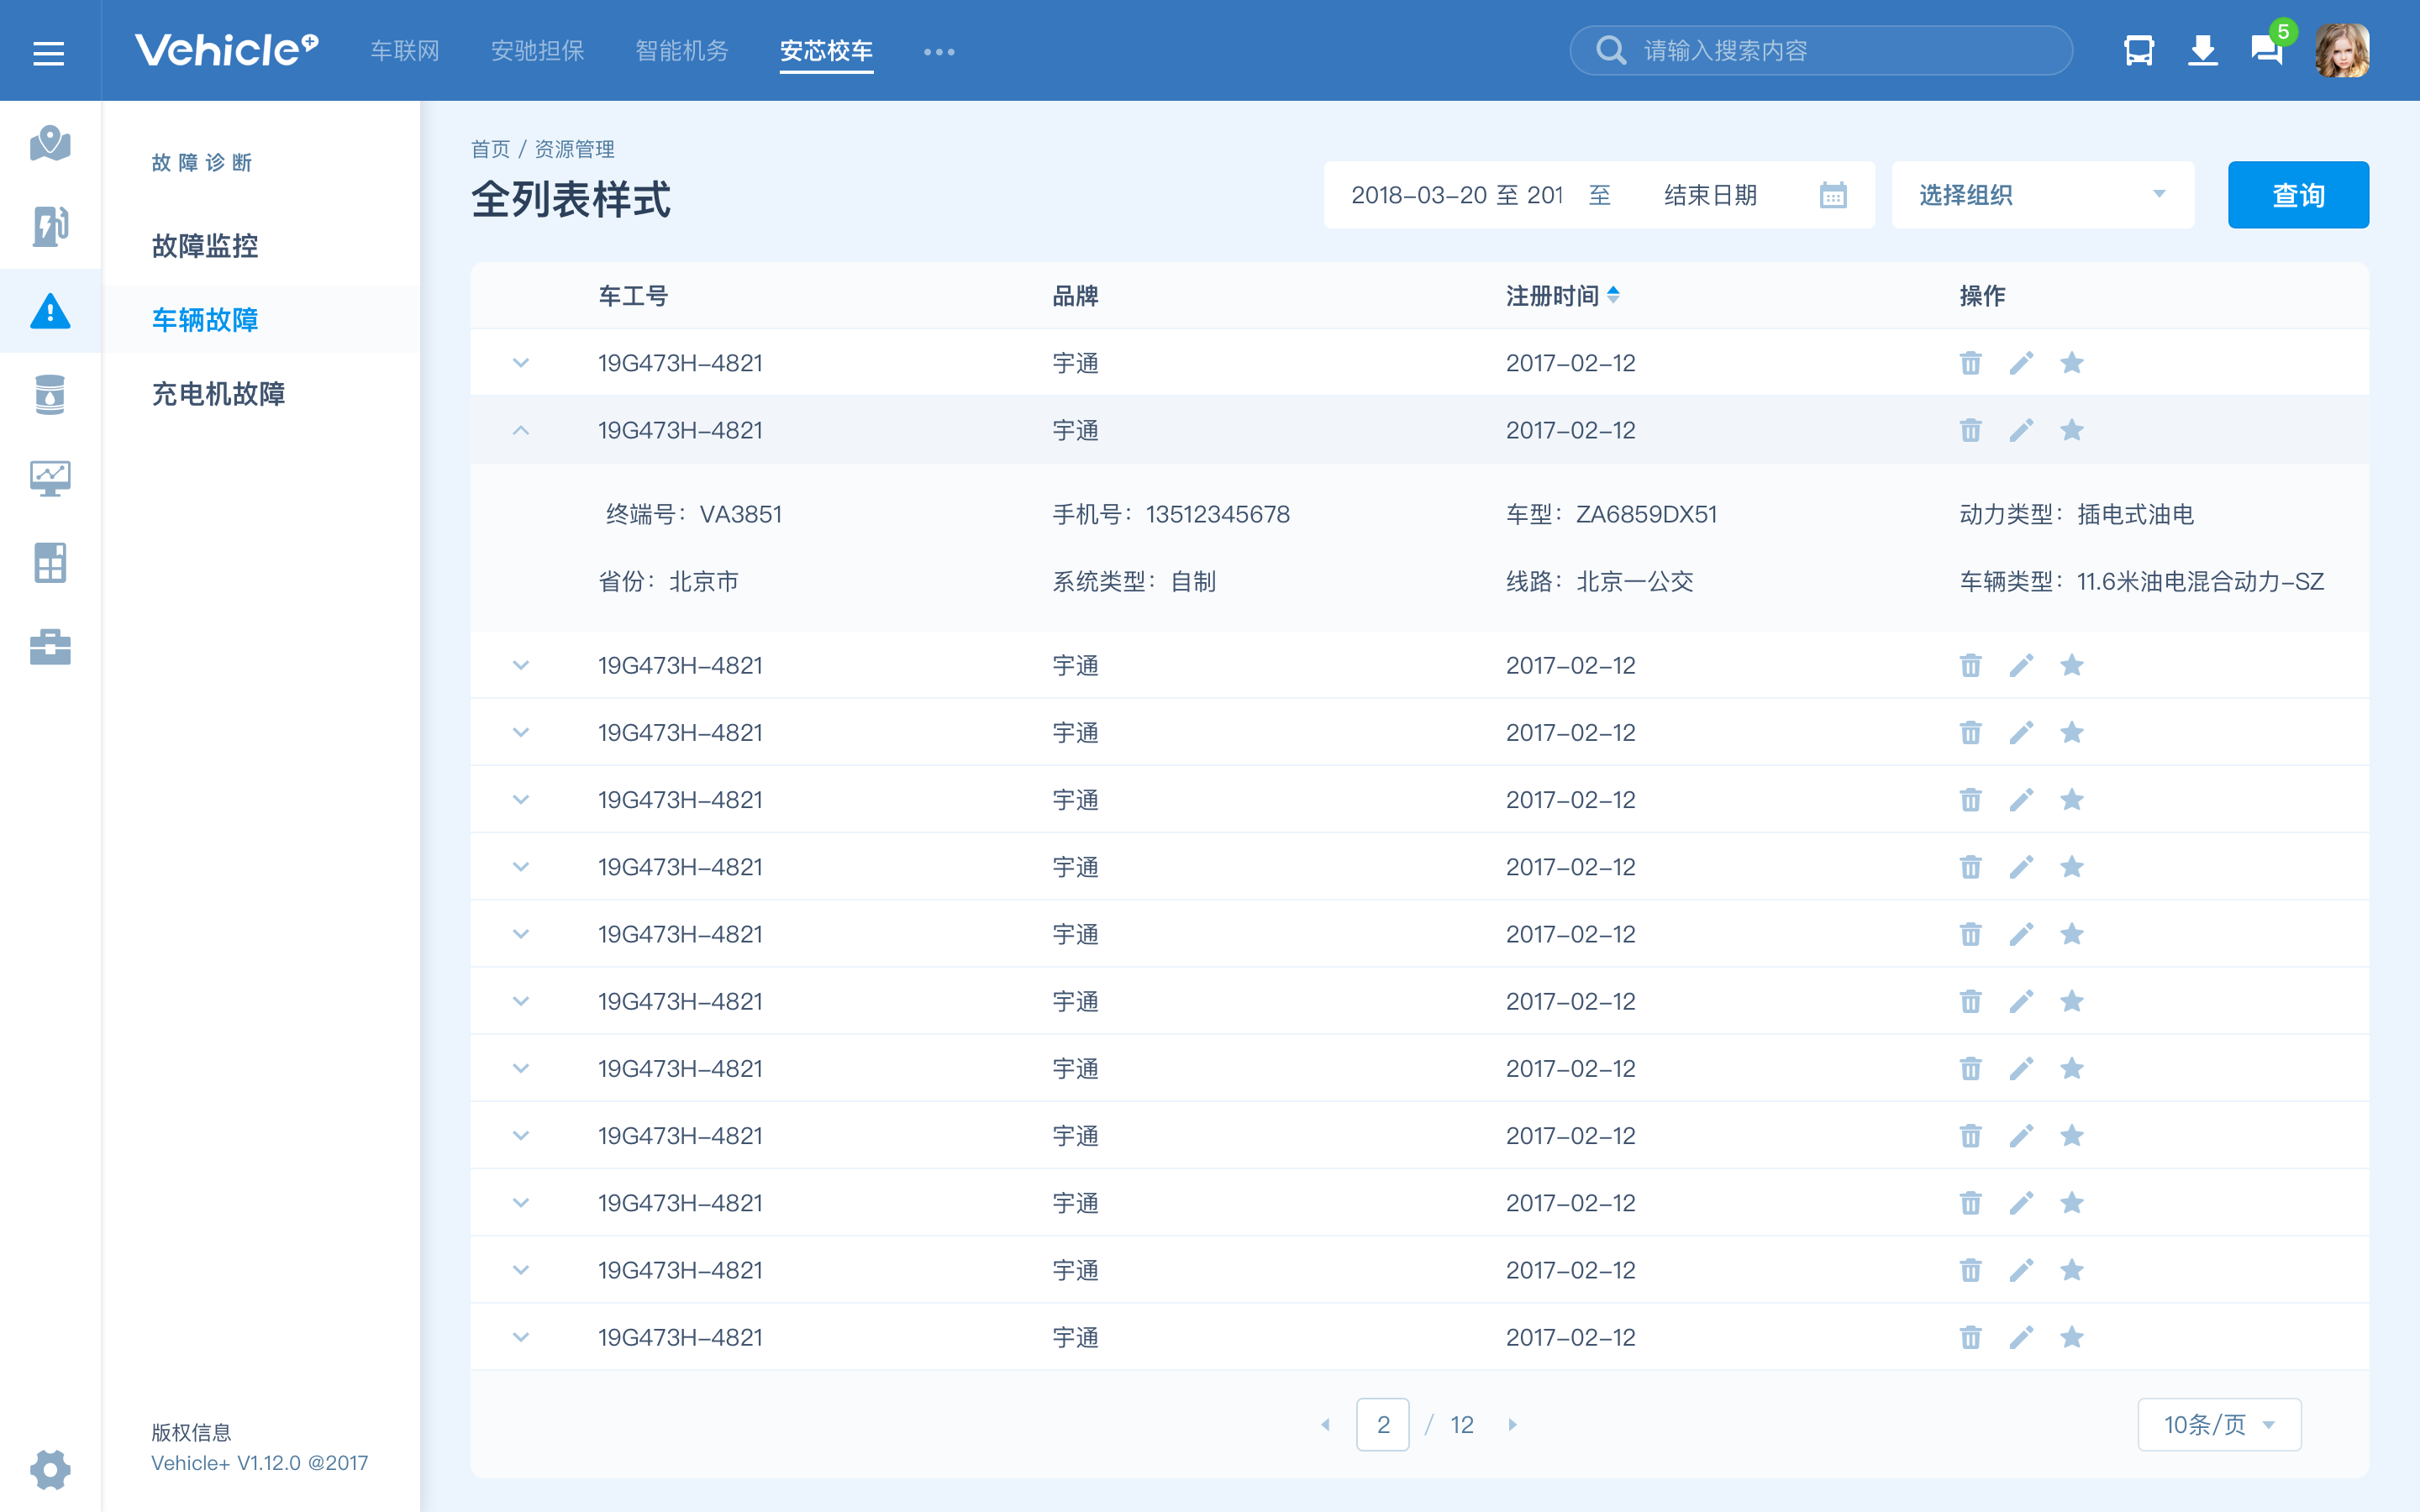 Vehicle+ 车联网 安驰担保 智能机务 安芯校车 ••• 请输入搜索内容 5
故障诊断
故障监控
车辆故障
充电机故障
版权信息
Vehicle+ V1.12.0 @2017
首页 / 资源管理
全列表样式
2018-03-20 至 201 至 结束日期 选择组织 查询
车工号 品牌 注册时间 操作
19G473H-4821 宇通 2017-02-12
19G473H-4821 宇通 2017-02-12
终端号：VA3851 手机号：13512345678 车型：ZA6859DX51 动力类型：插电式油电
省份：北京市 系统类型：自制 线路：北京一公交 车辆类型：11.6米油电混合动力-SZ
19G473H-4821 宇通 2017-02-12
19G473H-4821 宇通 2017-02-12
19G473H-4821 宇通 2017-02-12
19G473H-4821 宇通 2017-02-12
19G473H-4821 宇通 2017-02-12
19G473H-4821 宇通 2017-02-12
19G473H-4821 宇通 2017-02-12
19G473H-4821 宇通 2017-02-12
19G473H-4821 宇通 2017-02-12
19G473H-4821 宇通 2017-02-12
19G473H-4821 宇通 2017-02-12
2 / 12 10条/页